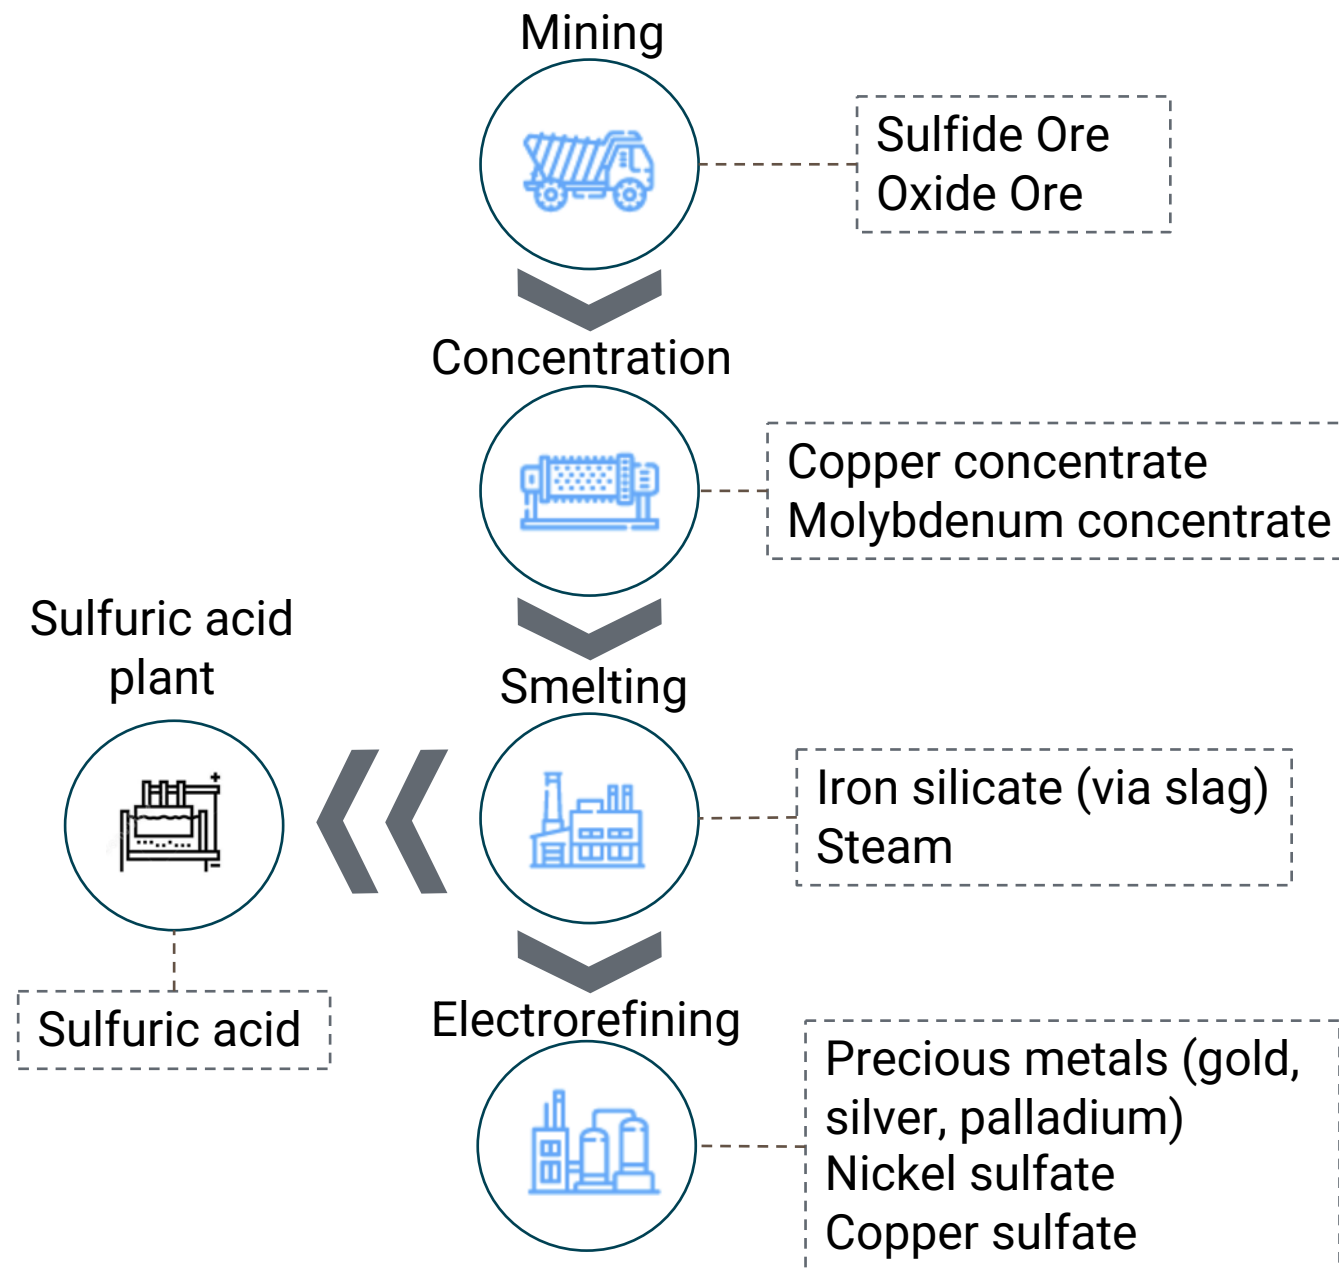 Mining
Sulfide Ore
Oxide Ore
Concentration
Copper concentrate
Molybdenum concentrate
Sulfuric acid
plant
Smelting
Iron silicate (via slag)
Steam
Sulfuric acid
Electrorefining
Precious metals (gold,
silver, palladium)
Nickel sulfate
Copper sulfate